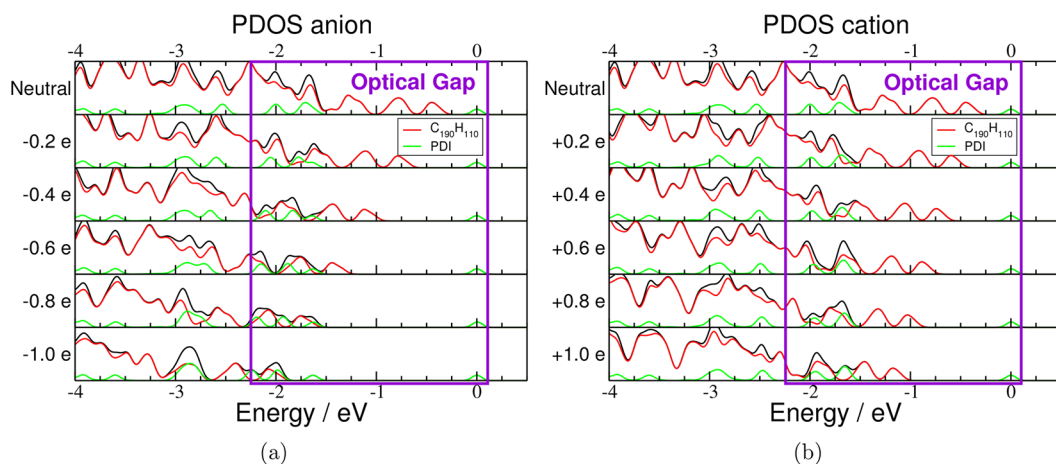 PDOS anion
-4 -3 -2 -1 0
Neutral
Optical Gap
C₁₉₀H₁₁₀
PDI
-0.2 e
-0.4 e
-0.6 e
-0.8 e
-1.0 e
-4 -3 -2 -1 0
Energy / eV
(a)
PDOS cation
-4 -3 -2 -1 0
Neutral
Optical Gap
C₁₉₀H₁₁₀
PDI
+0.2 e
+0.4 e
+0.6 e
+0.8 e
+1.0 e
-4 -3 -2 -1 0
Energy / eV
(b)